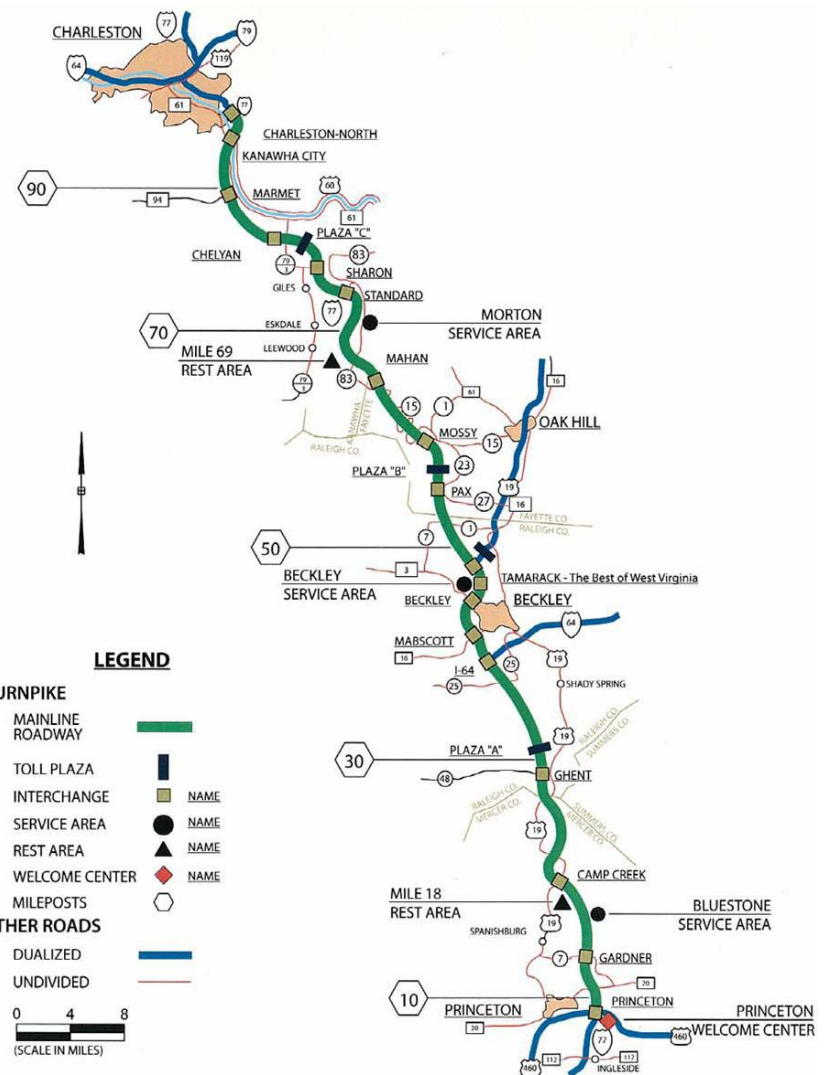 77
CHARLESTON
79
119
64
61
77
CHARLESTON-NORTH
KANAWHA CITY
90
60
MARMET
94
61
PLAZA "C"
CHELYAN
83
79
3
SHARON
GILES
STANDARD
77
MORTON
SERVICE AREA
70
ESKDALE
MILE 69
REST AREA
LEEWOOD
MAHAN
83
79
3
16
61
15
1
KANAWHA
FAYETTE
OAK HILL
MOSSY
15
RALEIGH CO.
23
PLAZA "B"
PAX
19
27
16
FAYETTE CO.
RALEIGH CO.
1
7
50
3
BECKLEY
SERVICE AREA
TAMARACK - The Best of West Virginia
BECKLEY
BECKLEY
64
MABSCOTT
16
19
I-64
25
25
SHADY SPRING
RALEIGH CO.
SUMMERS CO.
19
PLAZA "A"
30
GHENT
48
RALEIGH CO.
MERCER CO.
SUMMERS CO.
MERCER CO.
19
CAMP CREEK
MILE 18
REST AREA
BLUESTONE
SERVICE AREA
19
SPANISHBURG
7
GARDNER
70
10
PRINCETON
PRINCETON
PRINCETON
WELCOME CENTER
20
77
460
460
112
112
INGLESIDE
LEGEND
URNPIKE
MAINLINE
ROADWAY
TOLL PLAZA
INTERCHANGE NAME
SERVICE AREA NAME
REST AREA NAME
WELCOME CENTER NAME
MILEPOSTS
THER ROADS
DUALIZED
UNDIVIDED
0 4 8
(SCALE IN MILES)